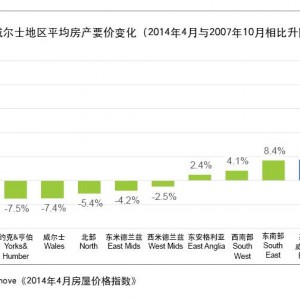 威尔士地区平均房产要价变化（2014年4月与2007年10月相比升
-7.5%
-7.4%
-5.4%
-4.2%
-2.5%
2.4%
4.1%
8.4%
约克&亨伯 Yorks& Humber
威尔士 Wales
北部 North
东米德兰兹 East Mids
西米德兰兹 West Mids
东安格利亚 East Anglia
西南部 South West
东南部 South East
move《2014年4月房屋价格指数》